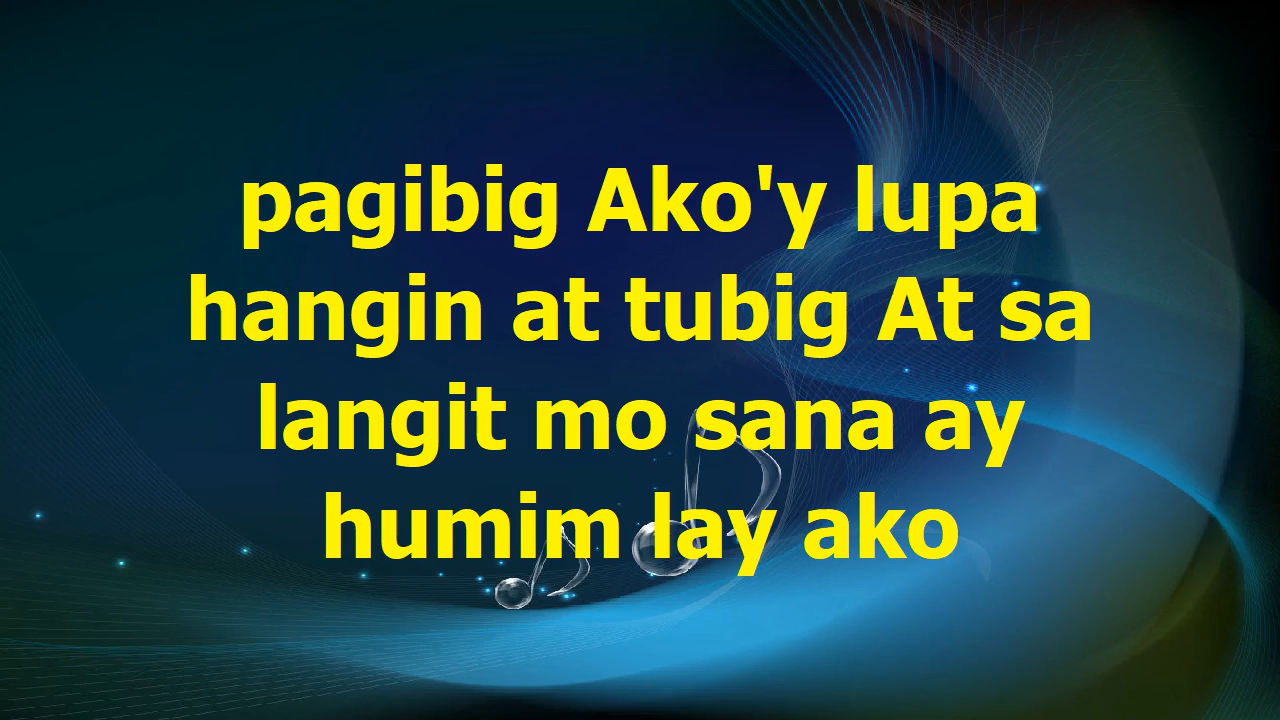 pagibig Ako'y lupa
hangin at tubig At sa
langit mo sana ay
humim lay ako